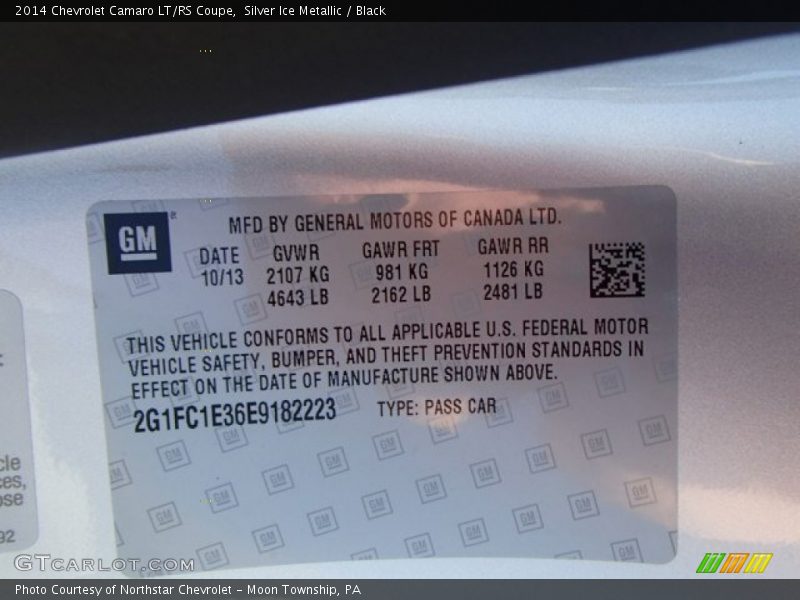 2014 Chevrolet Camaro LT/RS Coupe, Silver Ice Metallic / Black
GM
MFD BY GENERAL MOTORS OF CANADA LTD.
DATE GVWR GAWR FRT GAWR RR
10/13 2107 KG 981 KG 1126 KG
4643 LB 2162 LB 2481 LB
THIS VEHICLE CONFORMS TO ALL APPLICABLE U.S. FEDERAL MOTOR
VEHICLE SAFETY, BUMPER, AND THEFT PREVENTION STANDARDS IN
EFFECT ON THE DATE OF MANUFACTURE SHOWN ABOVE.
2G1FC1E36E9182223 TYPE: PASS CAR
GTCARLOT.COM
Photo Courtesy of Northstar Chevrolet - Moon Township, PA